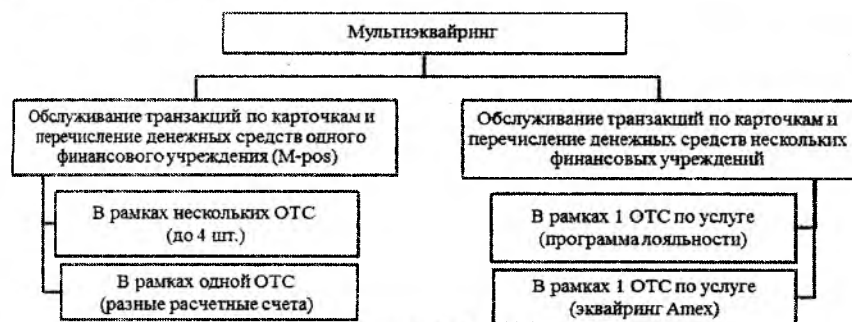 Мультиэквайринг
Обслуживание транзакций по карточкам и
перечисление денежных средств одного
финансового учреждения (M-pos)
В рамках нескольких ОТС
(до 4 шт.)
В рамках одной ОТС
(разные расчетные счета)
Обслуживание транзакций по карточкам и
перечисление денежных средств нескольких
финансовых учреждений
В рамках 1 ОТС по услуге
(программа лояльности)
В рамках 1 ОТС по услуге
(эквайринг Amex)